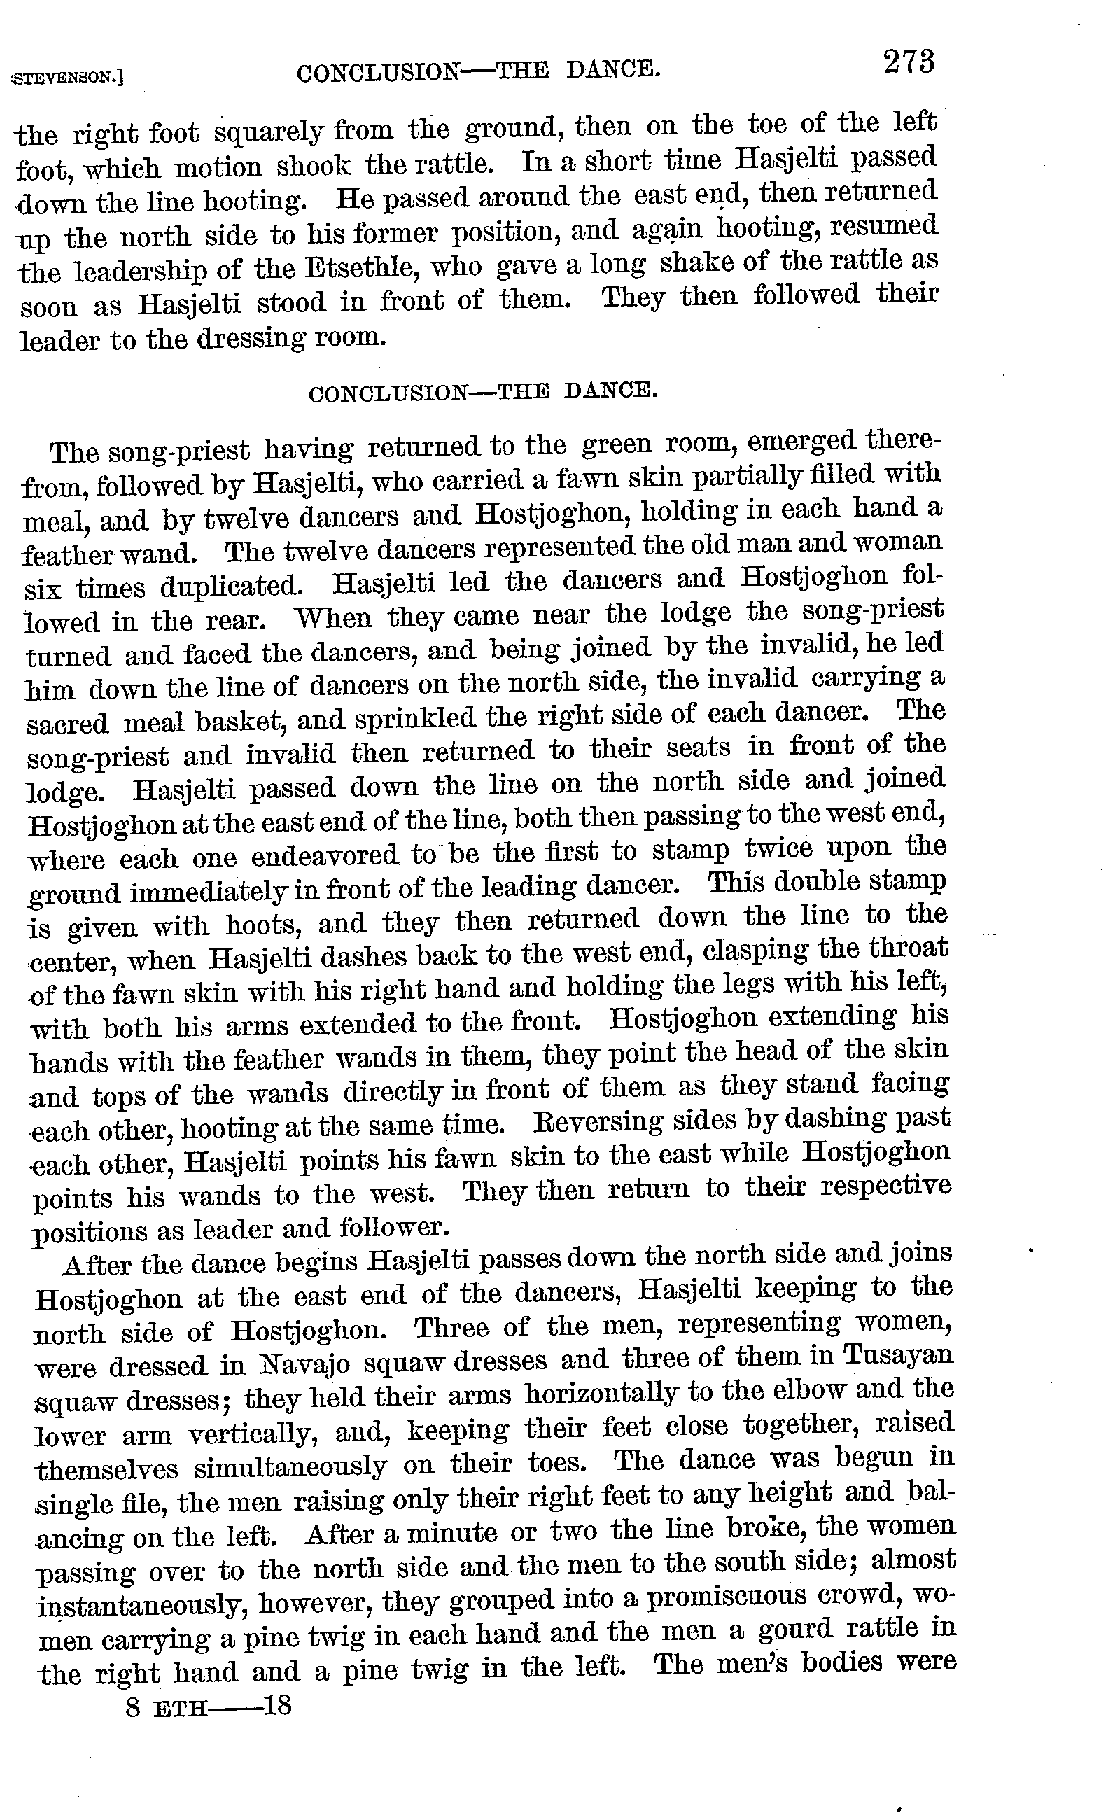 STEVENSON.] CONCLUSION—THE DANCE. 273
the right foot squarely from the ground, then on the toe of the left
foot, which motion shook the rattle. In a short time Hasjelti passed
down the line hooting. He passed around the east end, then returned
up the north side to his former position, and again hooting, resumed
the leadership of the Etsethle, who gave a long shake of the rattle as
soon as Hasjelti stood in front of them. They then followed their
leader to the dressing room.
CONCLUSION—THE DANCE.
The song-priest having returned to the green room, emerged there-
from, followed by Hasjelti, who carried a fawn skin partially filled with
meal, and by twelve dancers and Hostjoghon, holding in each hand a
feather wand. The twelve dancers represented the old man and woman
six times duplicated. Hasjelti led the dancers and Hostjoghon fol-
lowed in the rear. When they came near the lodge the song-priest
turned and faced the dancers, and being joined by the invalid, he led
him down the line of dancers on the north side, the invalid carrying a
sacred meal basket, and sprinkled the right side of each dancer. The
song-priest and invalid then returned to their seats in front of the
lodge. Hasjelti passed down the line on the north side and joined
Hostjoghon at the east end of the line, both then passing to the west end,
where each one endeavored to be the first to stamp twice upon the
ground immediately in front of the leading dancer. This double stamp
is given with hoots, and they then returned down the line to the
center, when Hasjelti dashes back to the west end, clasping the throat
of the fawn skin with his right hand and holding the legs with his left,
with both his arms extended to the front. Hostjoghon extending his
hands with the feather wands in them, they point the head of the skin
and tops of the wands directly in front of them as they stand facing
each other, hooting at the same time. Reversing sides by dashing past
each other, Hasjelti points his fawn skin to the east while Hostjoghon
points his wands to the west. They then return to their respective
positions as leader and follower.
After the dance begins Hasjelti passes down the north side and joins
Hostjoghon at the east end of the dancers, Hasjelti keeping to the
north side of Hostjoghon. Three of the men, representing women,
were dressed in Navajo squaw dresses and three of them in Tusayan
squaw dresses; they held their arms horizontally to the elbow and the
lower arm vertically, and, keeping their feet close together, raised
themselves simultaneously on their toes. The dance was begun in
single file, the men raising only their right feet to any height and bal-
ancing on the left. After a minute or two the line broke, the women
passing over to the north side and the men to the south side; almost
instantaneously, however, they grouped into a promiscuous crowd, wo-
men carrying a pine twig in each hand and the men a gourd rattle in
the right hand and a pine twig in the left. The men's bodies were
8 ETH——18